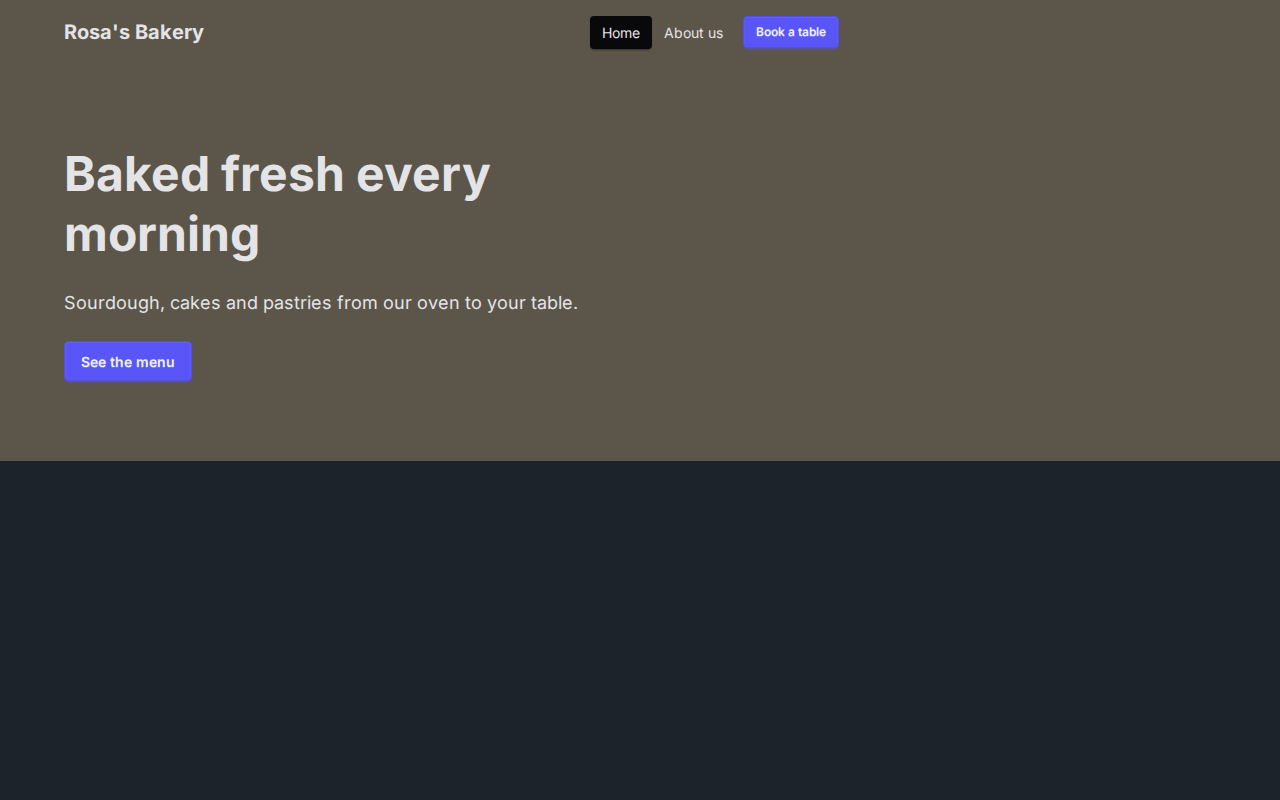 Rosa's Bakery
Home About us Book a table
Baked fresh every
morning
Sourdough, cakes and pastries from our oven to your table.
See the menu